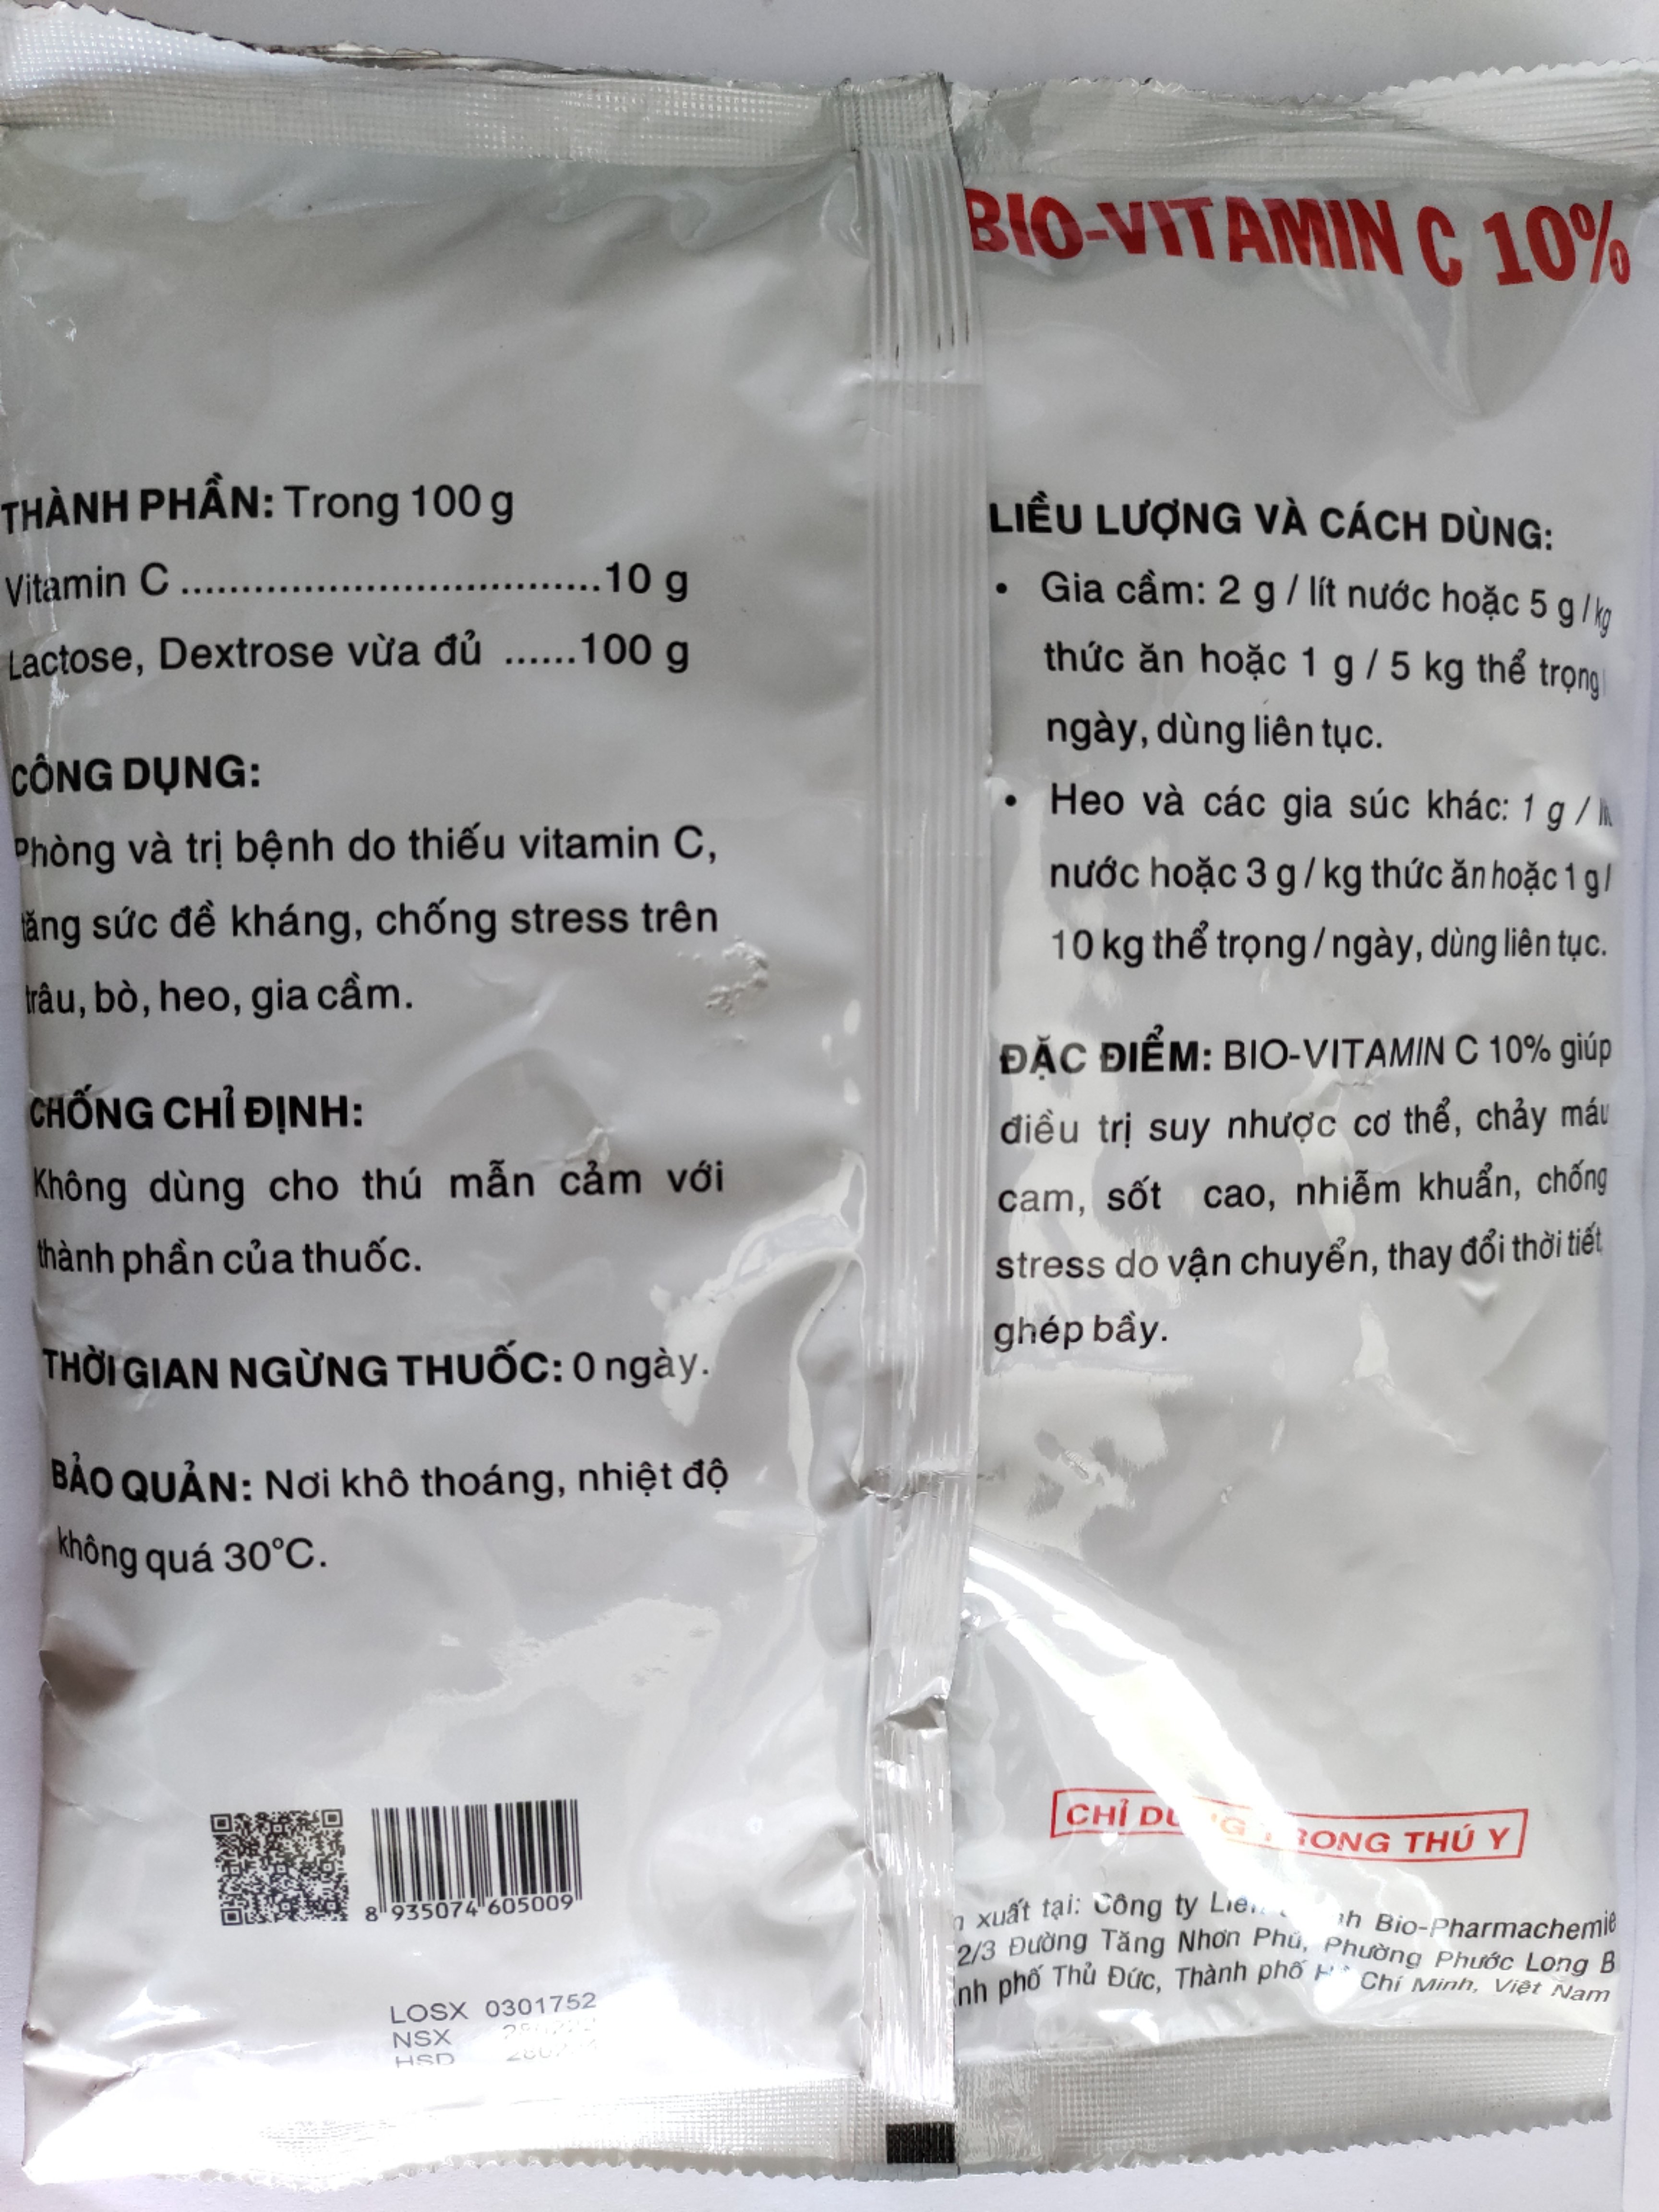 BIO-VITAMIN C 10%
THÀNH PHẦN: Trong 100 g
Vitamin C ...................................10 g
Lactose, Dextrose vừa đủ ......100 g
CÔNG DỤNG:
Phòng và trị bệnh do thiếu vitamin C,
tăng sức đề kháng, chống stress trên
trâu, bò, heo, gia cầm.
CHỐNG CHỈ ĐỊNH:
Không dùng cho thú mẫn cảm với
thành phần của thuốc.
THỜI GIAN NGỪNG THUỐC: 0 ngày.
BẢO QUẢN: Nơi khô thoáng, nhiệt độ
không quá 30°C.
8 935074 605009
LOSX 0301752
NSX
HSD
LIỀU LƯỢNG VÀ CÁCH DÙNG:
• Gia cầm: 2 g / lít nước hoặc 5 g / kg
thức ăn hoặc 1 g / 5 kg thể trọng
ngày, dùng liên tục.
• Heo và các gia súc khác: 1 g /
nước hoặc 3 g / kg thức ăn hoặc 1 g /
10 kg thể trọng / ngày, dùng liên tục.
ĐẶC ĐIỂM: BIO-VITAMIN C 10% giúp
điều trị suy nhược cơ thể, chảy máu
cam, sốt cao, nhiễm khuẩn, chống
stress do vận chuyển, thay đổi thời tiết
ghép bầy.
CHỈ DÙNG TRONG THÚ Y
xuất tại: Công ty Bio-Pharmachemie
2/3 Đường Tăng Nhơn Phú, Phường Phước Long B
phố Thủ Đức, Thành phố Hồ Chí Minh, Việt Nam